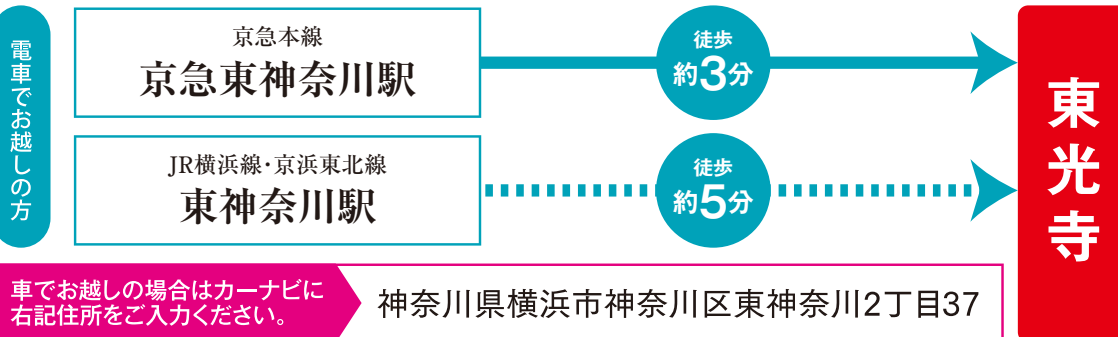 電車でお越しの方
京急本線
京急東神奈川駅
徒歩
約3分
JR横浜線・京浜東北線
東神奈川駅
徒歩
約5分
東光寺
車でお越しの場合はカーナビに
右記住所をご入力ください。
神奈川県横浜市神奈川区東神奈川2丁目37